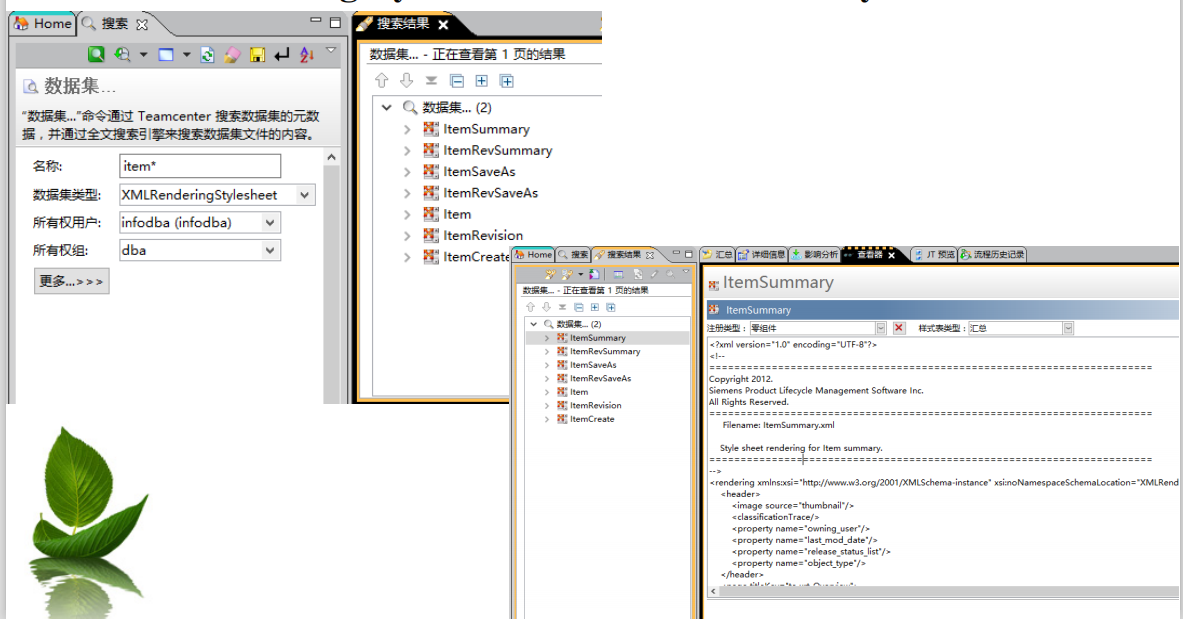 Home 搜索
搜索结果
数据集...
"数据集..."命令通过 Teamcenter 搜索数据集的元数
据，并通过全文搜索引擎来搜索数据集文件的内容。
名称: item*
数据集类型: XMLRenderingStylesheet
所有权用户: infodba (infodba)
所有权组: dba
更多...>>>
数据集... - 正在查看第 1 页的结果
数据集... (2)
ItemSummary
ItemRevSummary
ItemSaveAs
ItemRevSaveAs
Item
ItemRevision
ItemCreate
Home 搜索 搜索结果
数据集... - 正在查看第 1 页的结果
数据集... (2)
ItemSummary
ItemRevSummary
ItemSaveAs
ItemRevSaveAs
Item
ItemRevision
ItemCreate
汇总 详细信息 影响分析 查看器 JT 预览 流程历史记录
ItemSummary
ItemSummary
注册类型：零组件 样式表类型：汇总
<?xml version="1.0" encoding="UTF-8"?>
<!--
====================================================================
Copyright 2012.
Siemens Product Lifecycle Management Software Inc.
All Rights Reserved.
====================================================================
Filename: ItemSummary.xml
Style sheet rendering for Item summary.
====================================================================
-->
<rendering xmlns:xsi="http://www.w3.org/2001/XMLSchema-instance" xsi:noNamespaceSchemaLocation="XMLRend
<header>
<image source="thumbnail"/>
<classificationTrace/>
<property name="owning_user"/>
<property name="last_mod_date"/>
<property name="release_status_list"/>
<property name="object_type"/>
</header>